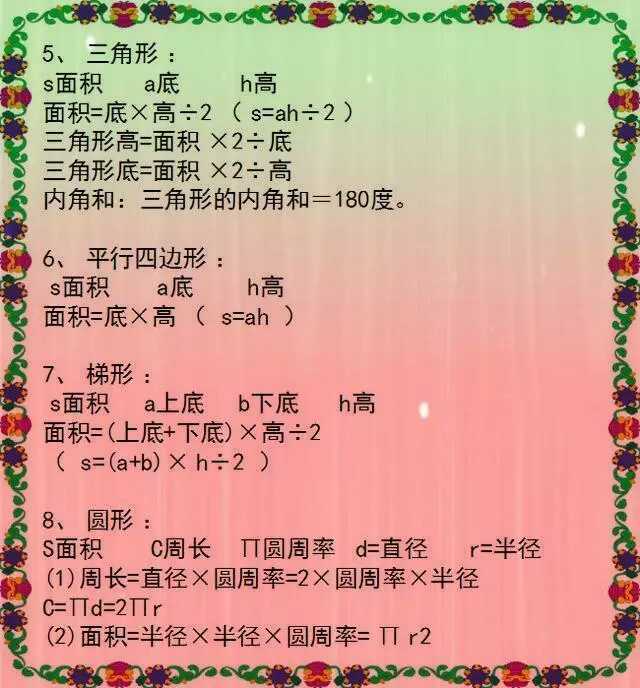 5、 三角形 :
s面积 a底 h高
面积=底×高÷2 ( s=ah÷2 )
三角形高=面积 ×2÷底
三角形底=面积 ×2÷高
内角和: 三角形的内角和＝180度。
6、 平行四边形 :
s面积 a底 h高
面积=底×高 ( s=ah )
7、 梯形 :
s面积 a上底 b下底 h高
面积=(上底+下底)×高÷2
( s=(a+b)× h÷2 )
8、 圆形 :
S面积 C周长 ∏圆周率 d=直径 r=半径
(1)周长=直径×圆周率=2×圆周率×半径
C=∏d=2∏r
(2)面积=半径×半径×圆周率= ∏ r2